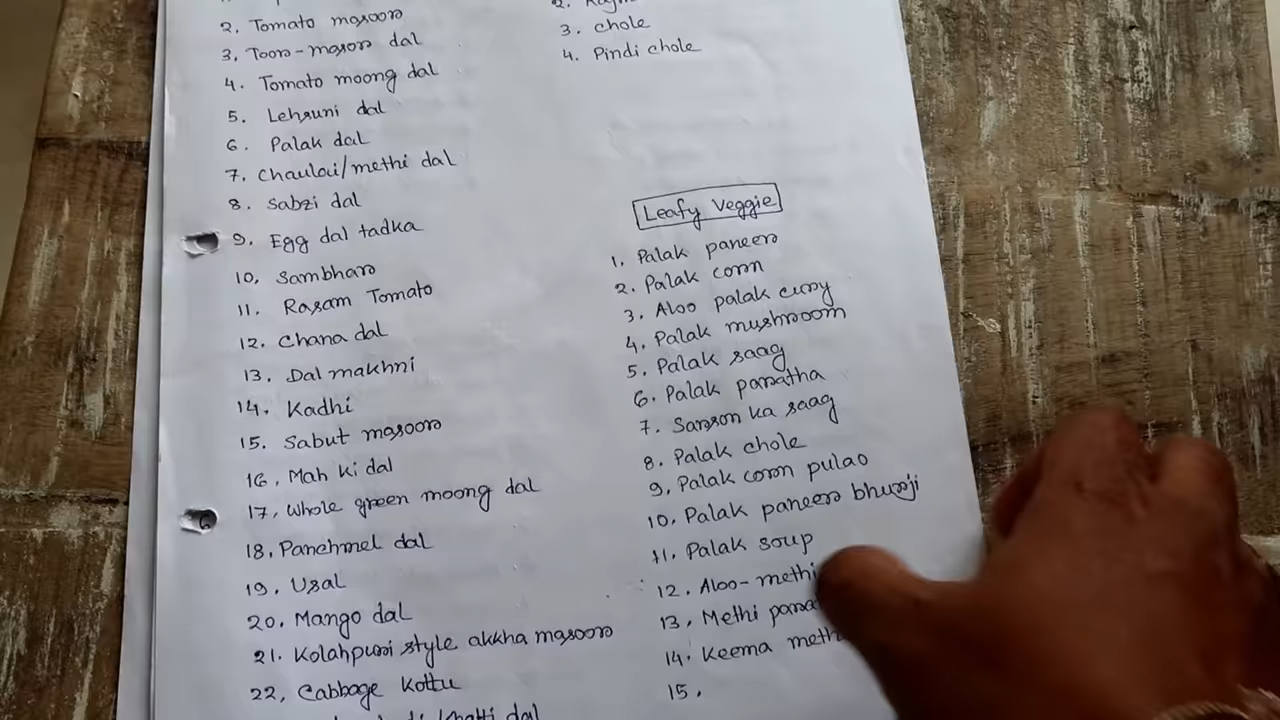 2. Tomato masoor
3. Toor-masoor dal
4. Tomato moong dal
5. Lehsuni dal
6. Palak dal
7. Chaulai/methi dal
8. Sabzi dal
9. Egg dal tadka
10. Sambhar
11. Rasam Tomato
12. Chana dal
13. Dal makhni
14. Kadhi
15. Sabut masoor
16. Mah ki dal
17. Whole green moong dal
18. Panchmel dal
19. Usal
20. Mango dal
21. Kolahpuri style akkha masoor
22. Cabbage Kottu
dal
2.
3. Chole
4. Pindi chole
Leafy Veggie
1. Palak paneer
2. Palak corn
3. Aloo palak curry
4. Palak mushroom
5. Palak saag
6. Palak paratha
7. Sarson ka saag
8. Palak chole
9. Palak corn pulao
10. Palak paneer bhurji
11. Palak soup
12. Aloo-methi
13. Methi
14. Keema
15.